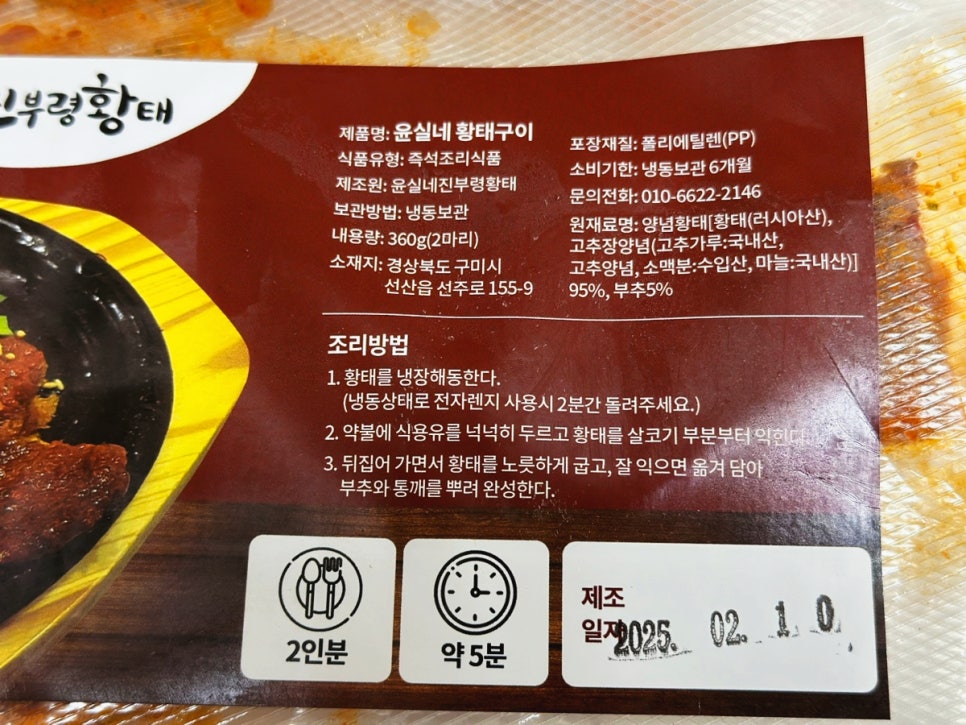 진부령황태
제품명: 윤실네 황태구이
식품유형: 즉석조리식품
제조원: 윤실네진부령황태
보관방법: 냉동보관
내용량: 360g(2마리)
소재지: 경상북도 구미시
선산읍 선주로 155-9
포장재질: 폴리에틸렌(PP)
소비기한: 냉동보관 6개월
문의전화: 010-6622-2146
원재료명: 양념황태[황태(러시아산),
고추장양념(고추가루:국내산,
고추양념, 소맥분:수입산, 마늘:국내산)]
95%, 부추5%
조리방법
1. 황태를 냉장해동한다.
(냉동상태로 전자렌지 사용시 2분간 돌려주세요.)
2. 약불에 식용유를 넉넉히 두르고 황태를 살코기 부분부터 익힌다.
3. 뒤집어 가면서 황태를 노릇하게 굽고, 잘 익으면 옮겨 담아
부추와 통깨를 뿌려 완성한다.
2인분
약 5분
제조
일자
2025. 02. 10.